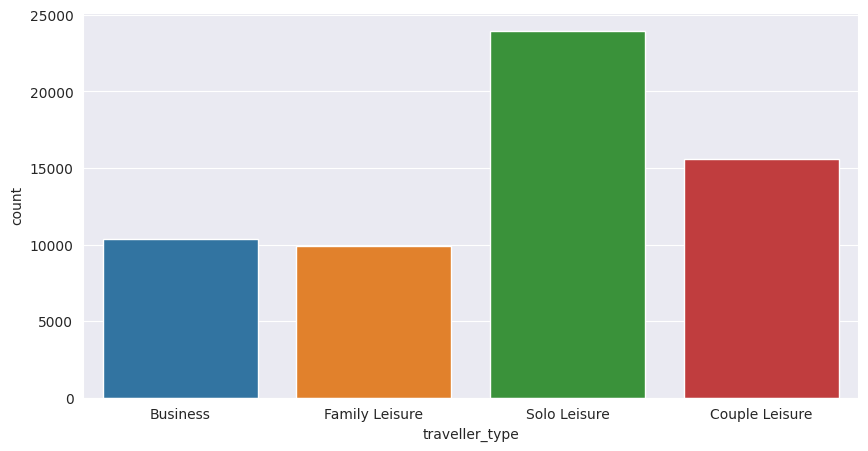 25000
20000
15000
10000
5000
0
count
Business Family Leisure Solo Leisure Couple Leisure
traveller_type